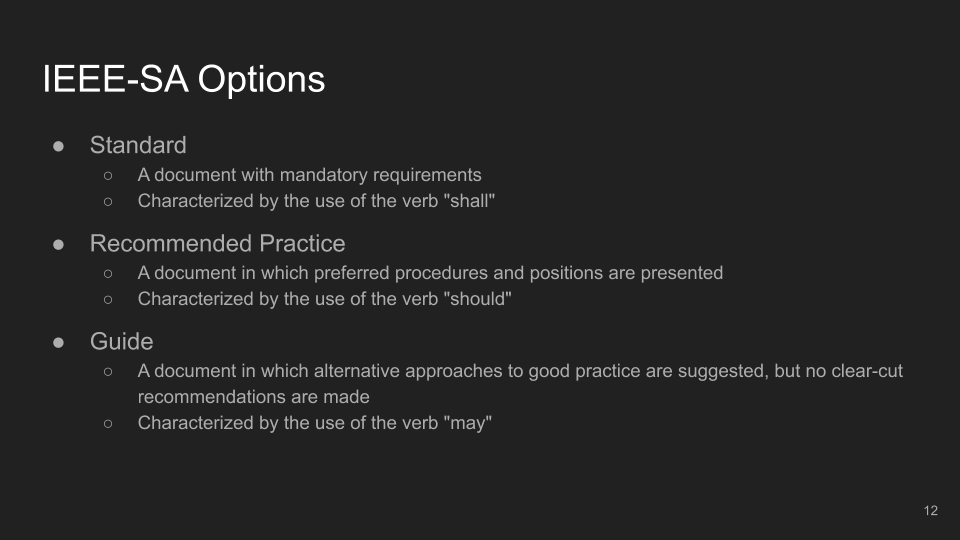 IEEE-SA Options
● Standard
○ A document with mandatory requirements
○ Characterized by the use of the verb "shall"
● Recommended Practice
○ A document in which preferred procedures and positions are presented
○ Characterized by the use of the verb "should"
● Guide
○ A document in which alternative approaches to good practice are suggested, but no clear-cut
recommendations are made
○ Characterized by the use of the verb "may"
12